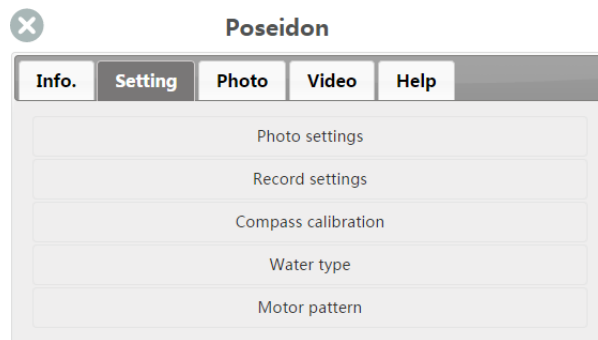 Poseidon
Info. Setting Photo Video Help
Photo settings
Record settings
Compass calibration
Water type
Motor pattern